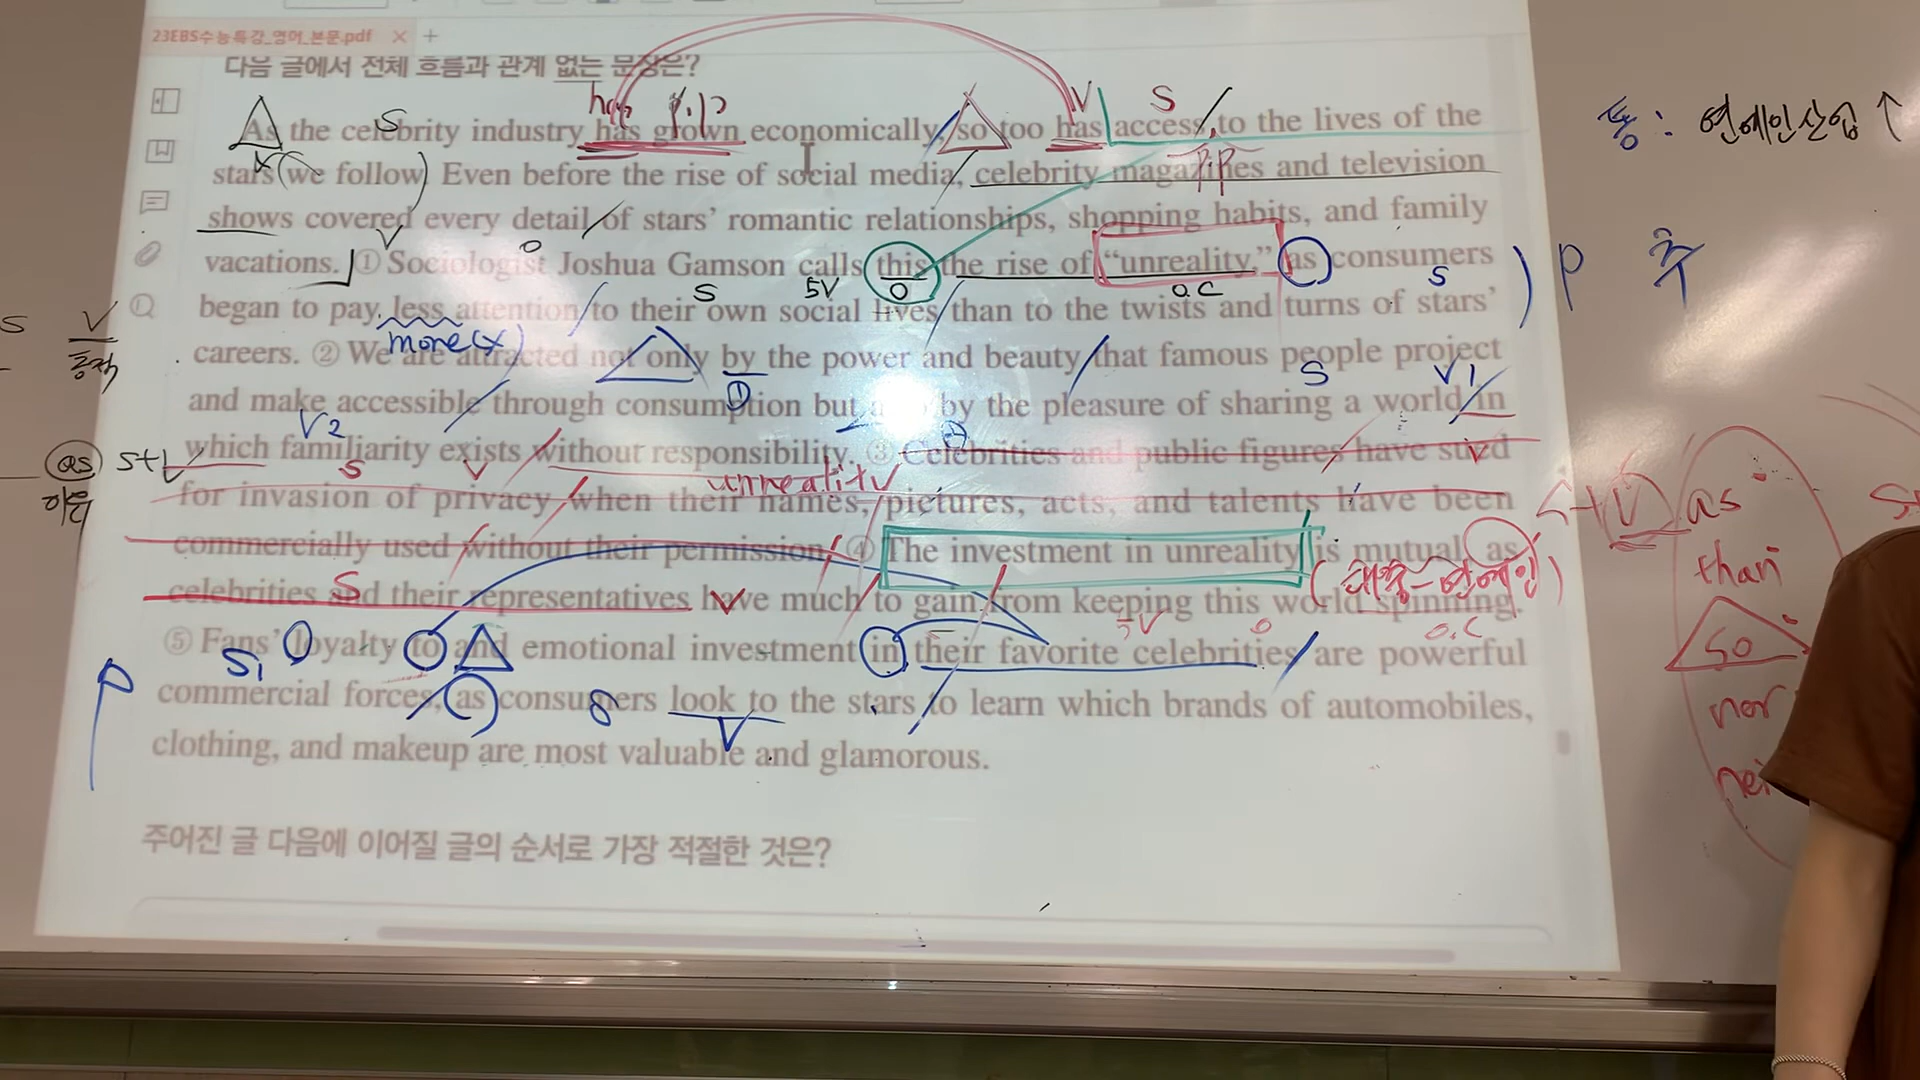 23EBS수능특강_영어_본문.pdf × +
다음 글에서 전체 흐름과 관계 없는 문장은?
has p.p
V S
S
As the celebrity industry has grown economically, so too has access to the lives of the
p.p
stars we follow. Even before the rise of social media, celebrity magazines and television
shows covered every detail of stars’ romantic relationships, shopping habits, and family
V O
vacations. ① Sociologist Joshua Gamson calls this the rise of “unreality,” as consumers
S 5V O O.C S
began to pay less attention to their own social lives than to the twists and turns of stars’
more(x)
careers. ② We are attracted not only by the power and beauty that famous people project
① S V1
and make accessible through consumption but also by the pleasure of sharing a world in
V2 ②
which familiarity exists without responsibility. ③ Celebrities and public figures have sued
S V unreality V
for invasion of privacy when their names, pictures, acts, and talents have been
commercially used without their permission. ④ The investment in unreality is mutual as
(대중-연예인)
S V
celebrities and their representatives have much to gain from keeping this world spinning.
5V O O.C
⑤ Fans’ loyalty to and emotional investment in their favorite celebrities are powerful
S1
commercial forces, as consumers look to the stars to learn which brands of automobiles,
S V
clothing, and makeup are most valuable and glamorous.
P
주어진 글 다음에 이어질 글의 순서로 가장 적절한 것은?
S V
동격
as S+V
이유
통: 연예인산업 ↑
P 추
V as
than
so
nor
nei